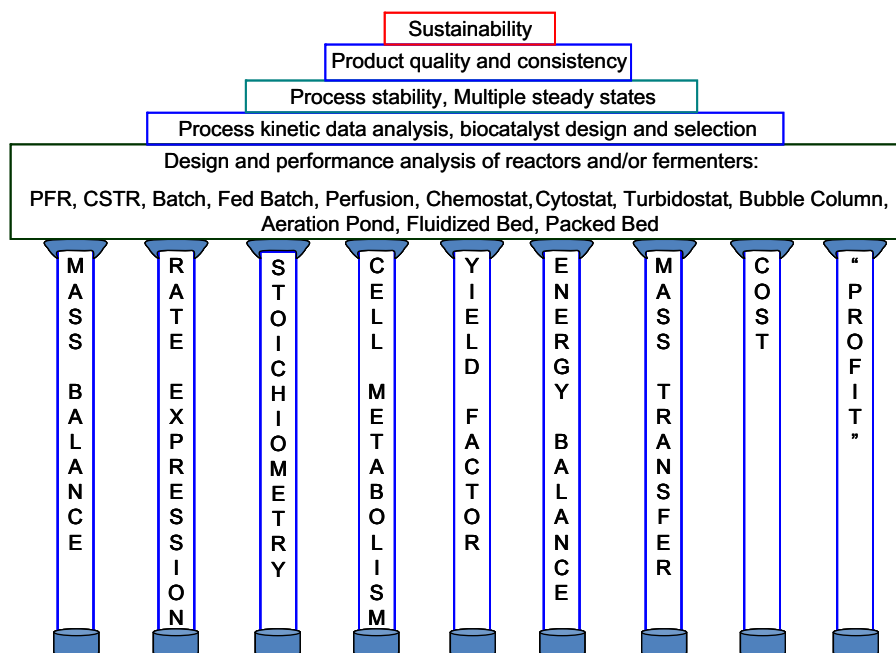 Sustainability
Product quality and consistency
Process stability, Multiple steady states
Process kinetic data analysis, biocatalyst design and selection
Design and performance analysis of reactors and/or fermenters:
PFR, CSTR, Batch, Fed Batch, Perfusion, Chemostat, Cytostat, Turbidostat, Bubble Column,
Aeration Pond, Fluidized Bed, Packed Bed
MASS BALANCE
RATE EXPRESSION
STOICHIOMETRY
CELL METABOLISM
YIELD FACTOR
ENERGY BALANCE
MASS TRANSFER
COST
“PROFIT”